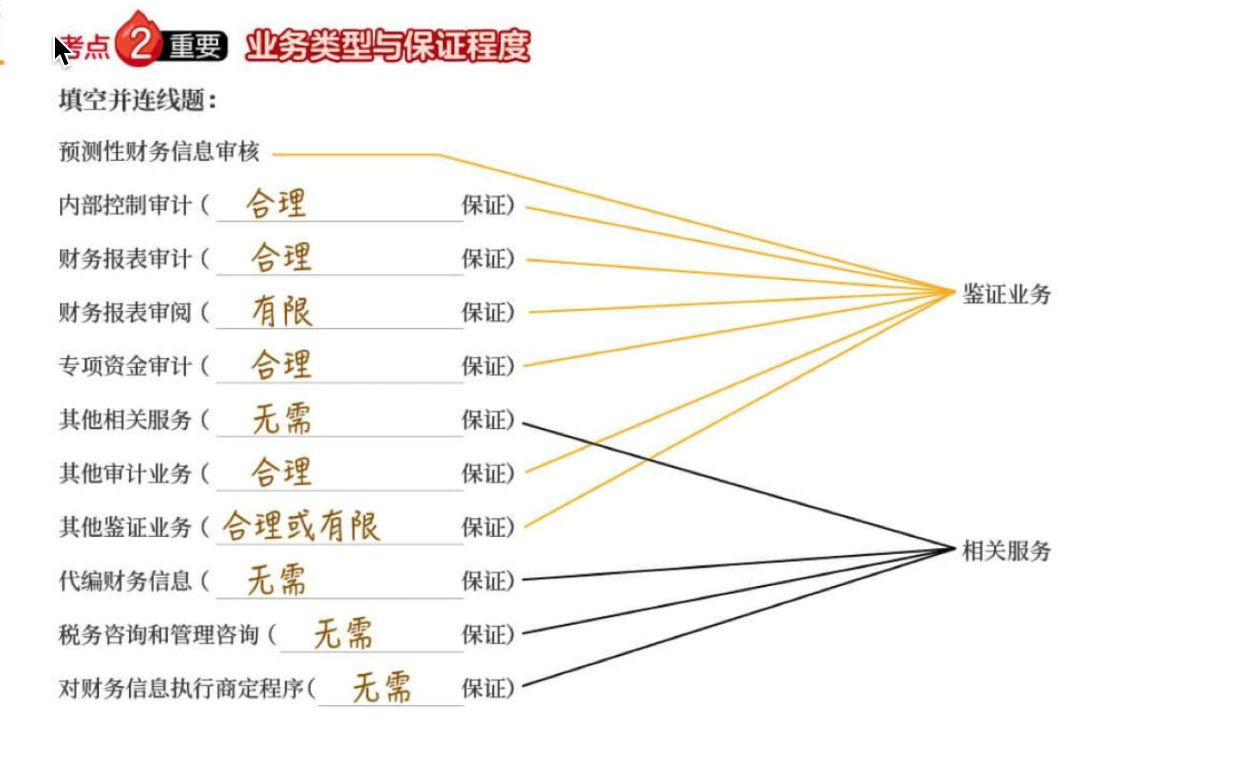 考点2重要 业务类型与保证程度
填空并连线题：
预测性财务信息审核
内部控制审计（ 合理 保证）
财务报表审计（ 合理 保证）
鉴证业务
财务报表审阅（ 有限 保证）
专项资金审计（ 合理 保证）
其他相关服务（ 无需 保证）
其他审计业务（ 合理 保证）
其他鉴证业务（ 合理或有限 保证）
相关服务
代编财务信息（ 无需 保证）
税务咨询和管理咨询（ 无需 保证）
对财务信息执行商定程序（ 无需 保证）